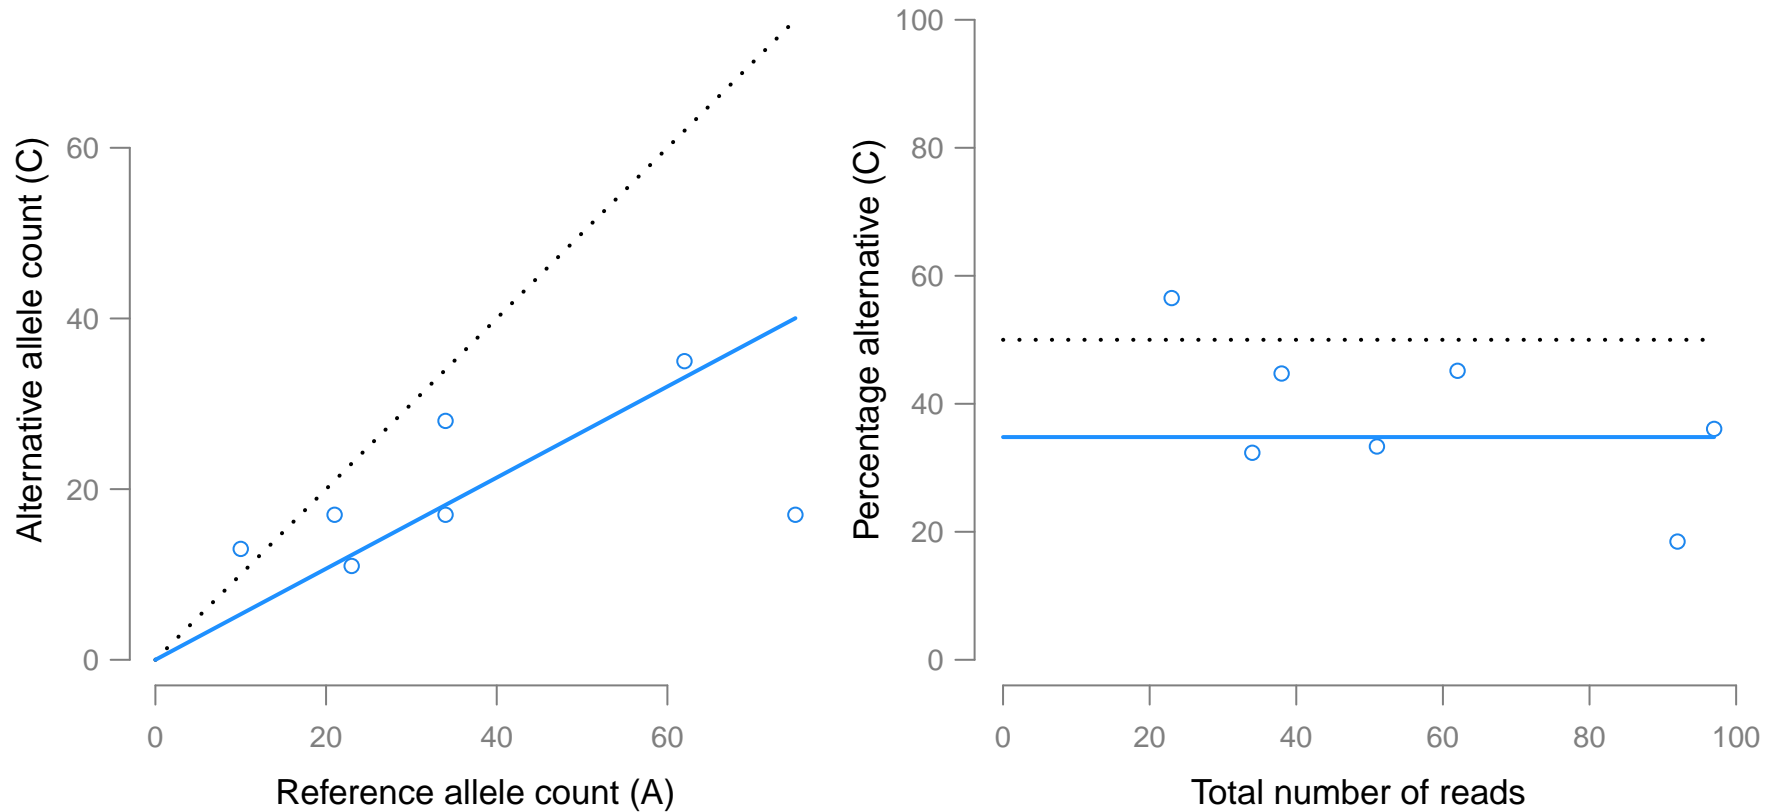 Alternative allele count (C)
60
40
20
0
0 20 40 60
Reference allele count (A)
Percentage alternative (C)
100
80
60
40
20
0
0 20 40 60 80 100
Total number of reads